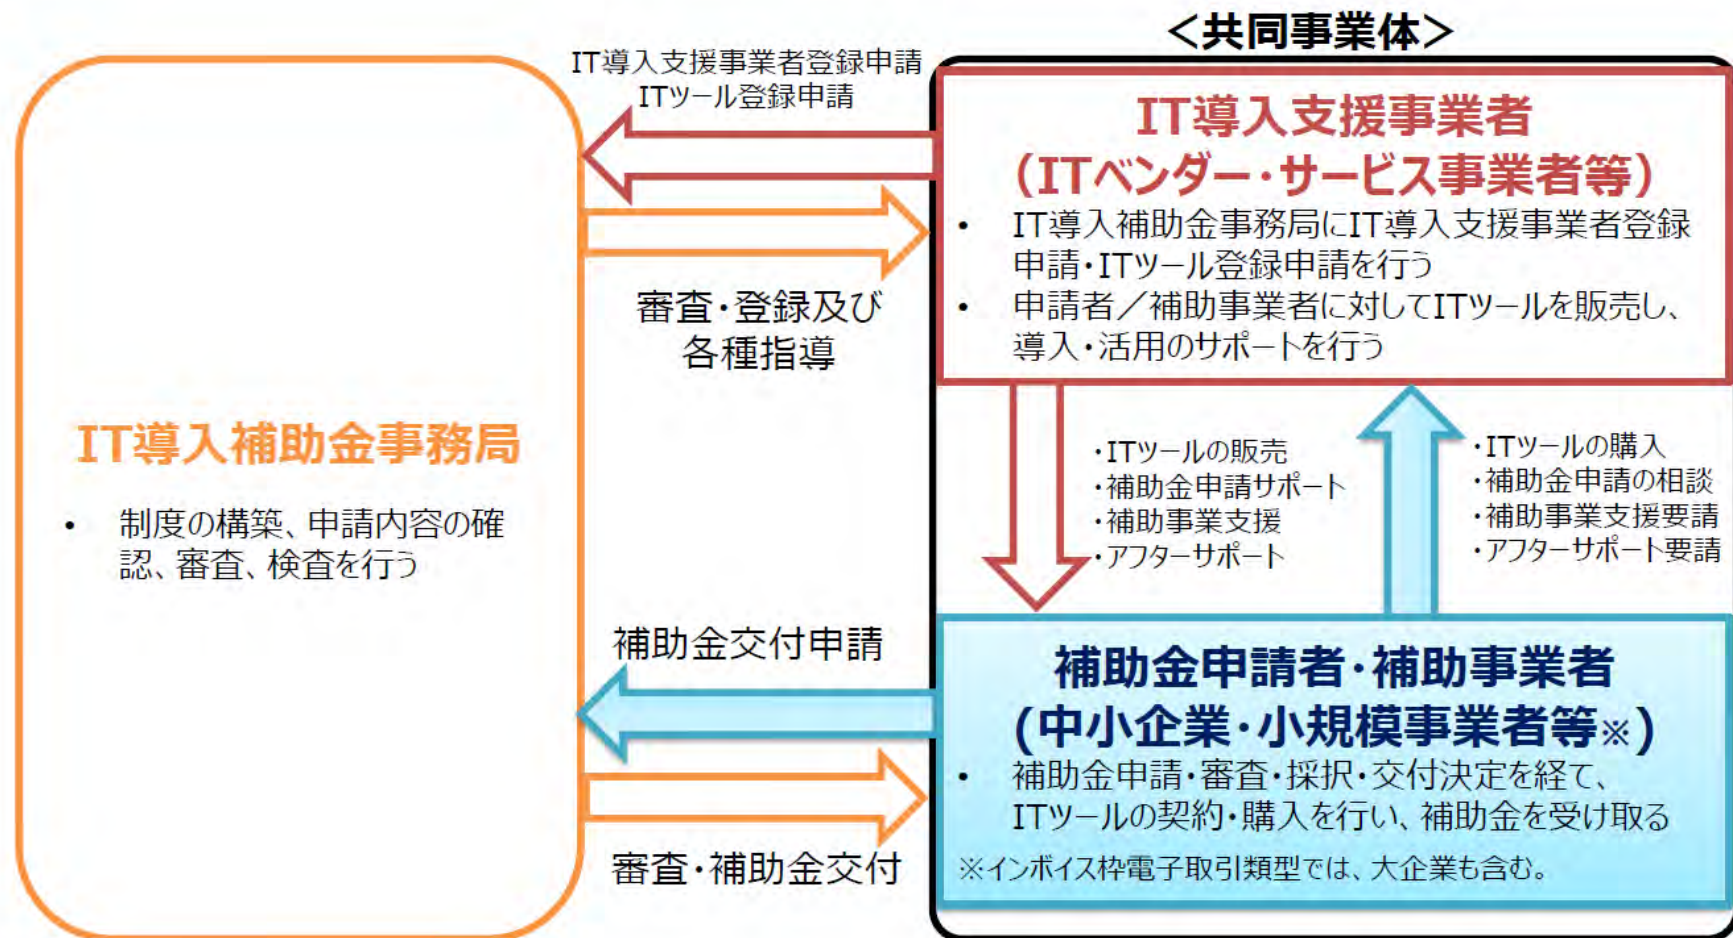 <共同事業体>
IT導入支援事業者登録申請
ITツール登録申請
審査・登録及び
各種指導
IT導入補助金事務局
• 制度の構築、申請内容の確
認、審査、検査を行う
補助金交付申請
審査・補助金交付
IT導入支援事業者
(ITベンダー・サービス事業者等)
• IT導入補助金事務局にIT導入支援事業者登録
申請・ITツール登録申請を行う
• 申請者／補助事業者に対してITツールを販売し、
導入・活用のサポートを行う
・ITツールの販売
・補助金申請サポート
・補助事業支援
・アフターサポート
・ITツールの購入
・補助金申請の相談
・補助事業支援要請
・アフターサポート要請
補助金申請者・補助事業者
(中小企業・小規模事業者等※)
• 補助金申請・審査・採択・交付決定を経て、
ITツールの契約・購入を行い、補助金を受け取る
※インボイス枠電子取引類型では、大企業も含む。